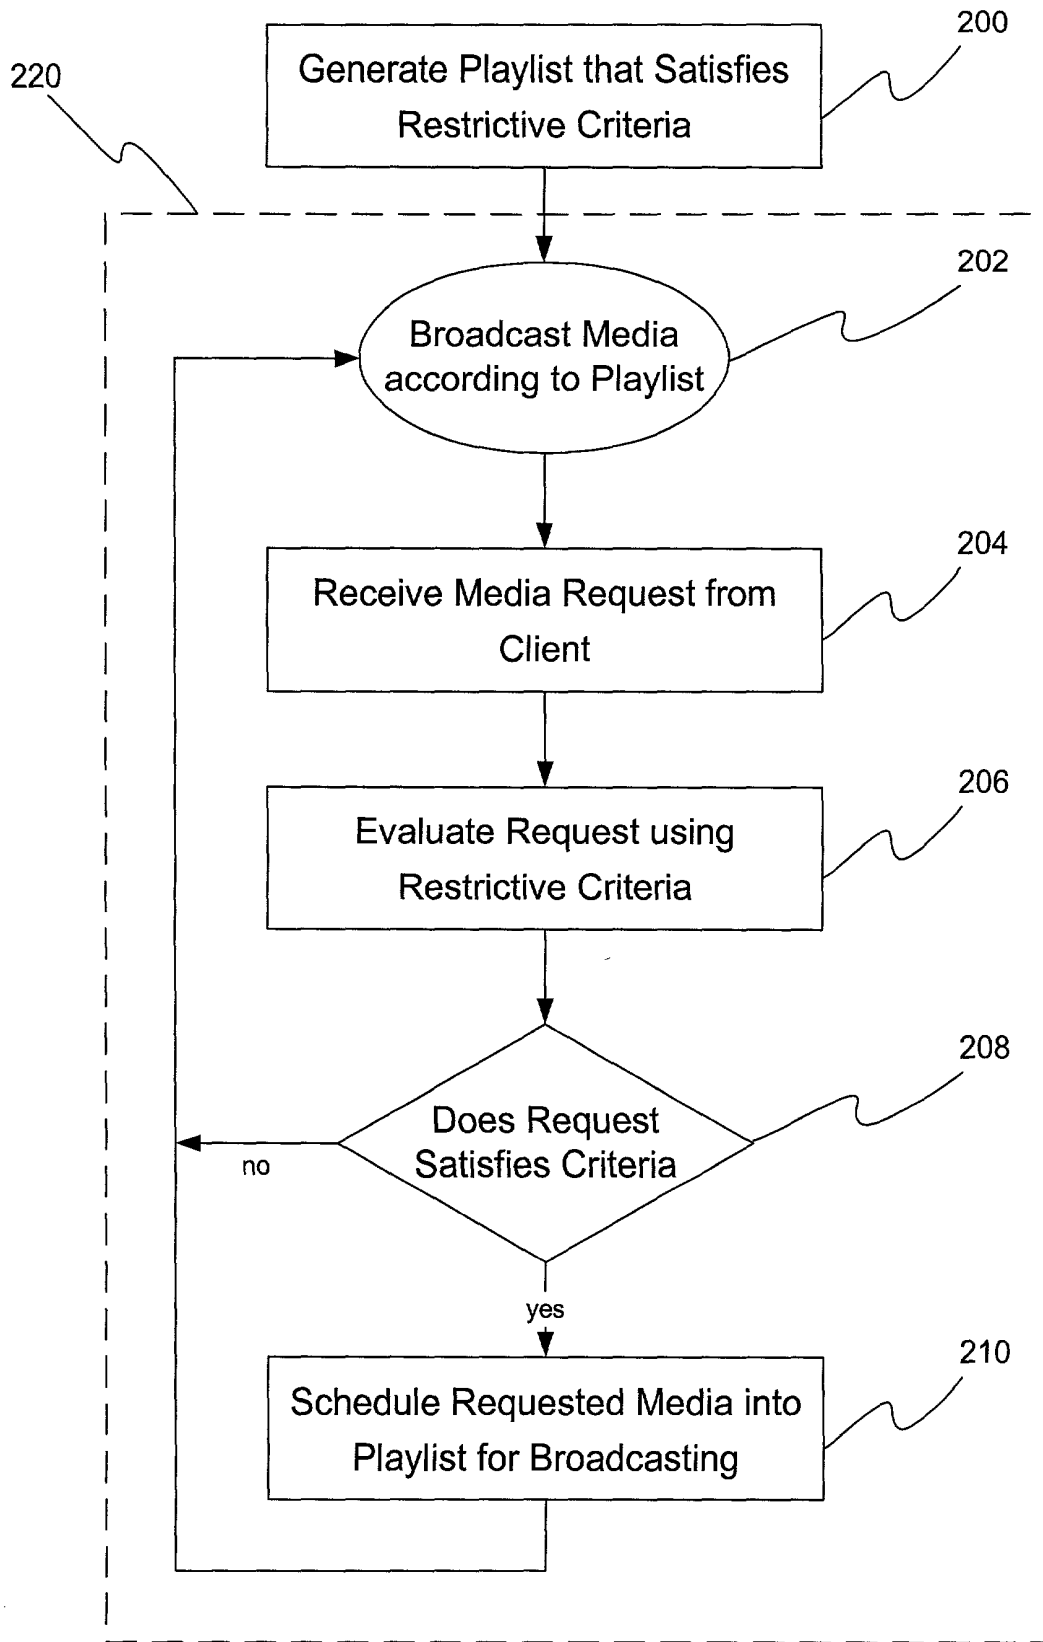 200
Generate Playlist that Satisfies
Restrictive Criteria
220
202
Broadcast Media
according to Playlist
204
Receive Media Request from
Client
206
Evaluate Request using
Restrictive Criteria
208
Does Request
Satisfies Criteria
no
yes
210
Schedule Requested Media into
Playlist for Broadcasting